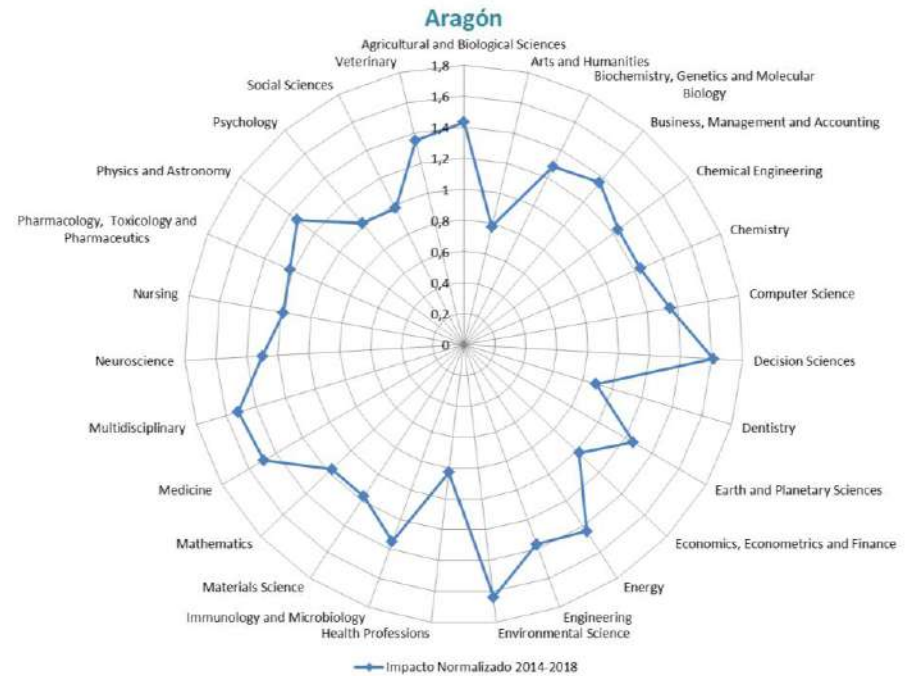 Aragón
Agricultural and Biological Sciences
Arts and Humanities
Biochemistry, Genetics and Molecular
Biology
Business, Management and Accounting
Chemical Engineering
Chemistry
Computer Science
Decision Sciences
Dentistry
Earth and Planetary Sciences
Economics, Econometrics and Finance
Energy
Engineering
Environmental Science
Health Professions
Immunology and Microbiology
Materials Science
Mathematics
Medicine
Multidisciplinary
Neuroscience
Nursing
Pharmacology, Toxicology and
Pharmaceutics
Physics and Astronomy
Psychology
Social Sciences
Veterinary
1,8
1,6
1,4
1,2
1
0,8
0,6
0,4
0,2
0
Impacto Normalizado 2014-2018